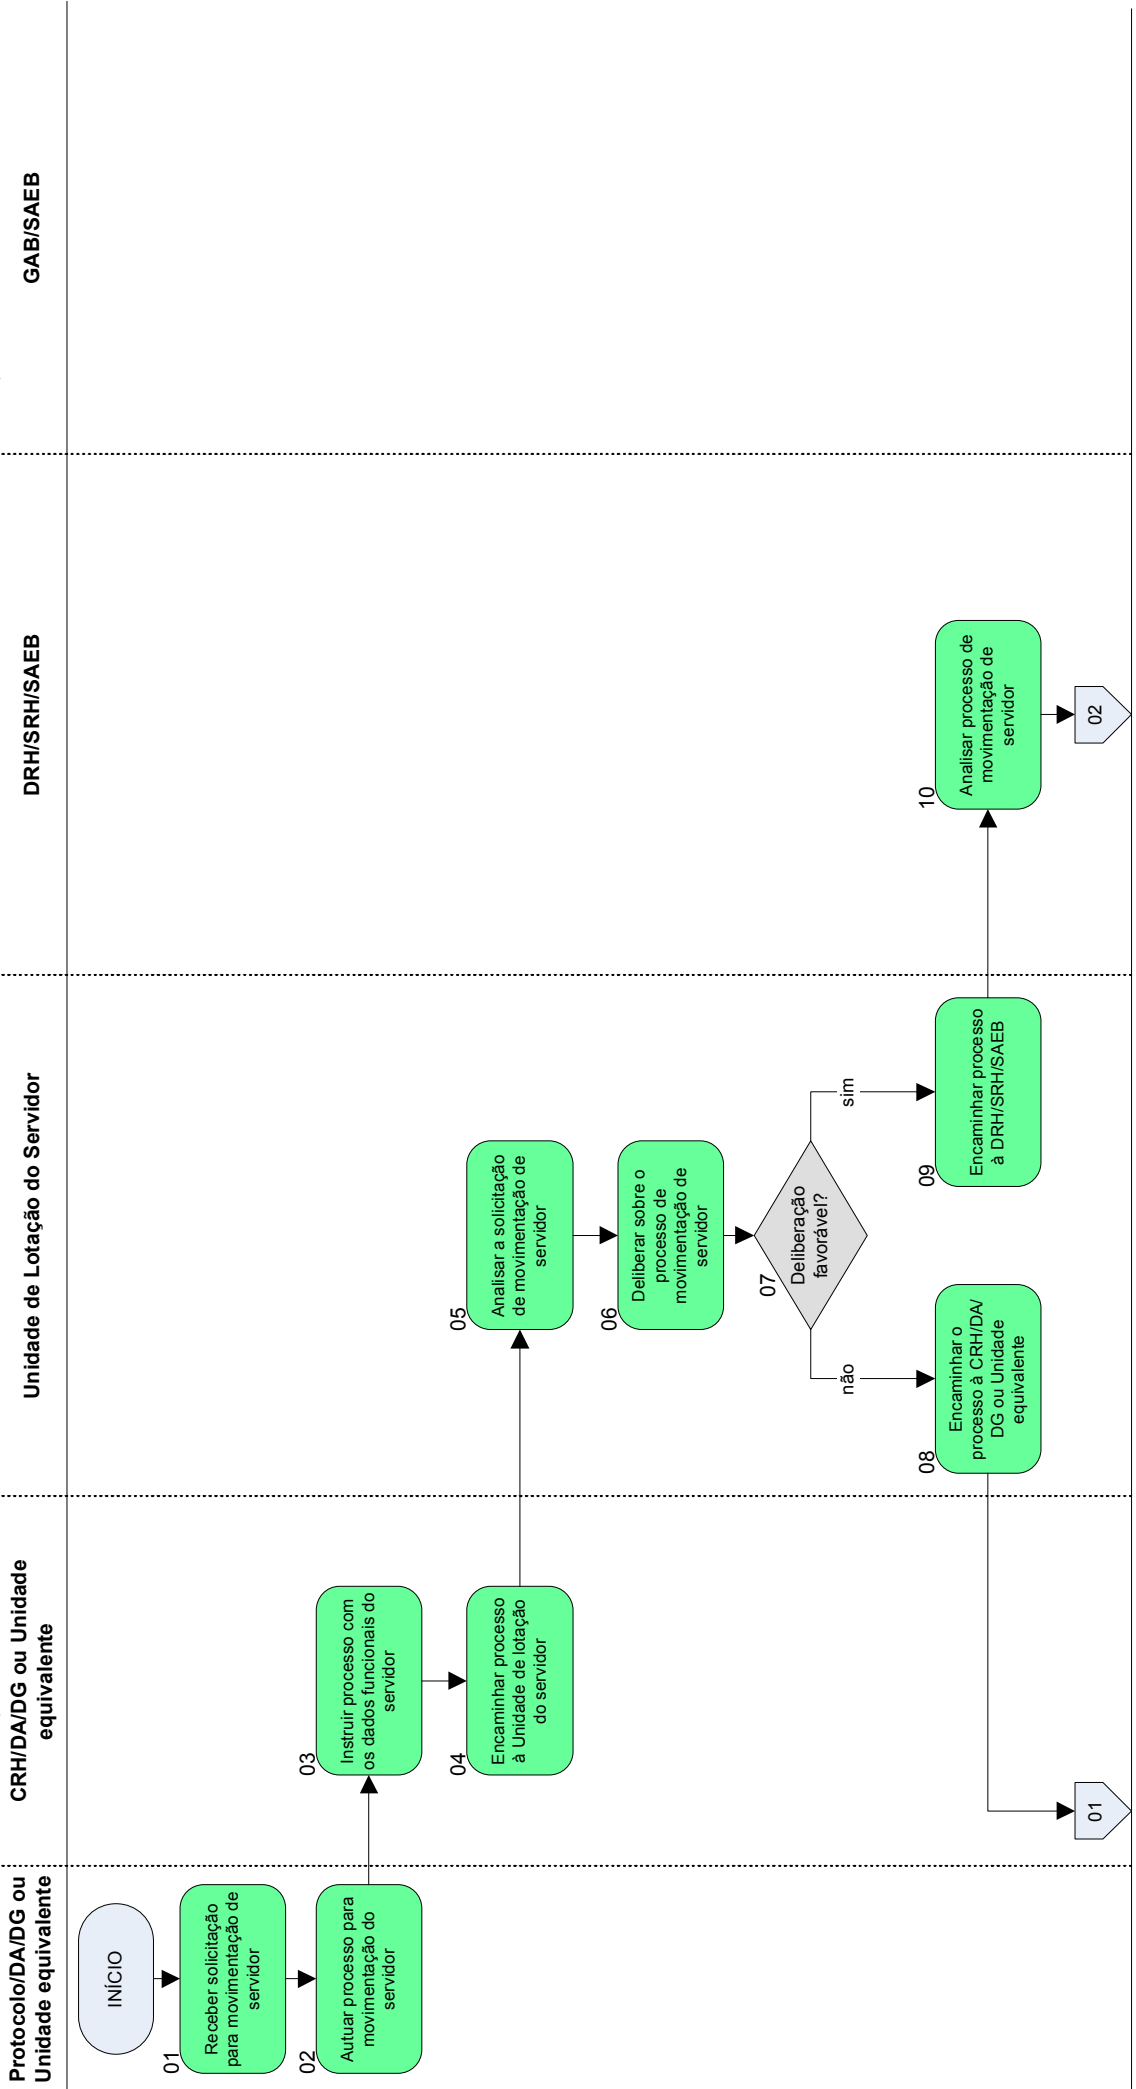 Protocolo/DA/DG ou
Unidade equivalente
CRH/DA/DG ou Unidade
equivalente
Unidade de Lotação do Servidor
DRH/SRH/SAEB
GAB/SAEB
INÍCIO
01
Receber solicitação
para movimentação de
servidor
02
Autuar processo para
movimentação do
servidor
03
Instruir processo com
os dados funcionais do
servidor
04
Encaminhar processo
à Unidade de lotação
do servidor
05
Analisar a solicitação
de movimentação de
servidor
06
Deliberar sobre o
processo de
movimentação de
servidor
07
Deliberação
favorável?
não
sim
08
Encaminhar o
processo à CRH/DA/
DG ou Unidade
equivalente
09
Encaminhar processo
à DRH/SRH/SAEB
10
Analisar processo de
movimentação de
servidor
01
02